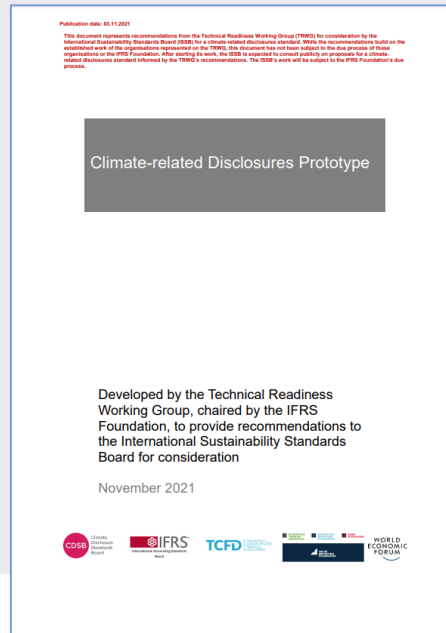 Publication date: 03.11.2021
This document represents recommendations from the Technical Readiness Working Group (TRWG) for consideration by the
International Sustainability Standards Board (ISSB) for a climate-related disclosures standard. While the recommendations build on the
established work of the organisations represented on the TRWG, this document has not been subject to the due process of those
organisations or the IFRS Foundation. After starting its work, the ISSB is expected to consult publicly on proposals for a climate-
related disclosures standard informed by the TRWG's recommendations. The ISSB's work will be subject to the IFRS Foundation's due
process.
Climate-related Disclosures Prototype
Developed by the Technical Readiness
Working Group, chaired by the IFRS
Foundation, to provide recommendations to
the International Sustainability Standards
Board for consideration
November 2021
CDSB
Climate
Disclosure
Standards
Board
IFRS
International Accounting Standards
Board
TCFD
WORLD
ECONOMIC
FORUM